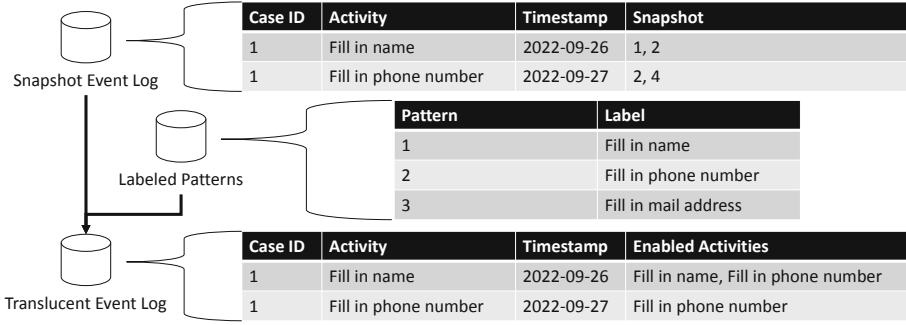 Case ID Activity Timestamp Snapshot
1 Fill in name 2022-09-26 1, 2
1 Fill in phone number 2022-09-27 2, 4
Snapshot Event Log
Pattern Label
1 Fill in name
2 Fill in phone number
3 Fill in mail address
Labeled Patterns
Case ID Activity Timestamp Enabled Activities
1 Fill in name 2022-09-26 Fill in name, Fill in phone number
1 Fill in phone number 2022-09-27 Fill in phone number
Translucent Event Log